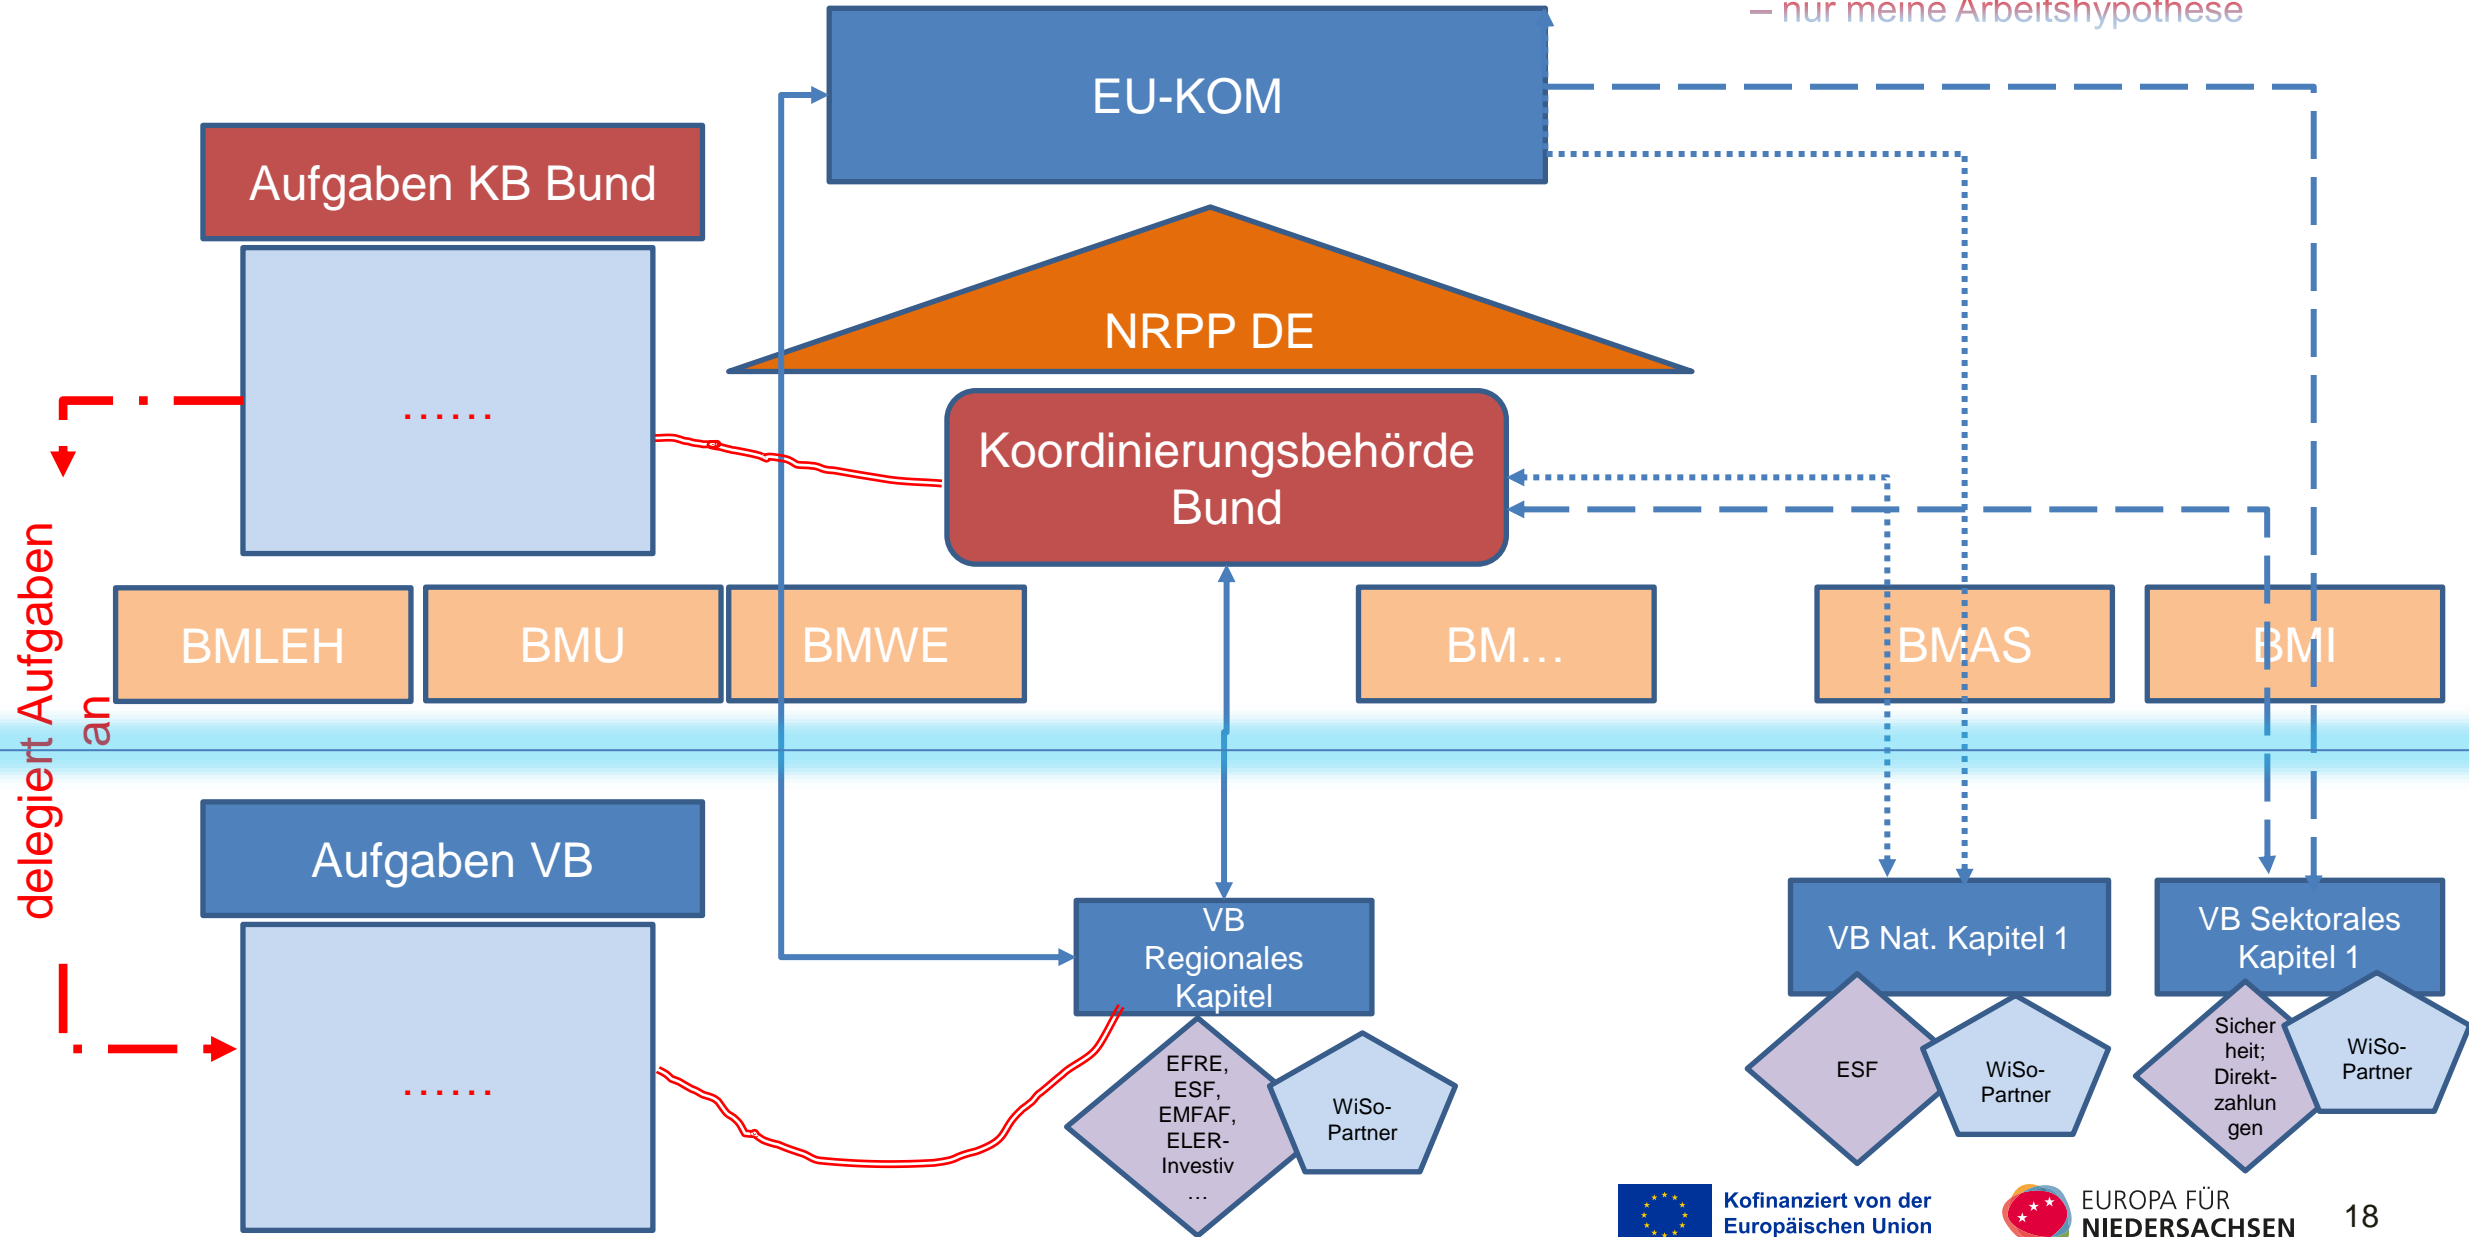 – nur meine Arbeitshypothese
EU-KOM
Aufgaben KB Bund
NRPP DE
......
Koordinierungsbehörde
Bund
delegiert Aufgaben
an
BMLEH
BMU
BMWE
BM...
BMAS
BMI
Aufgaben VB
......
VB
Regionales
Kapitel
VB Nat. Kapitel 1
VB Sektorales
Kapitel 1
EFRE,
ESF,
EMFAF,
ELER-
Investiv
...
WiSo-
Partner
ESF
WiSo-
Partner
Sicher
heit;
Direkt-
zahlun
gen
WiSo-
Partner
Kofinanziert von der
Europäischen Union
EUROPA FÜR
NIEDERSACHSEN
18